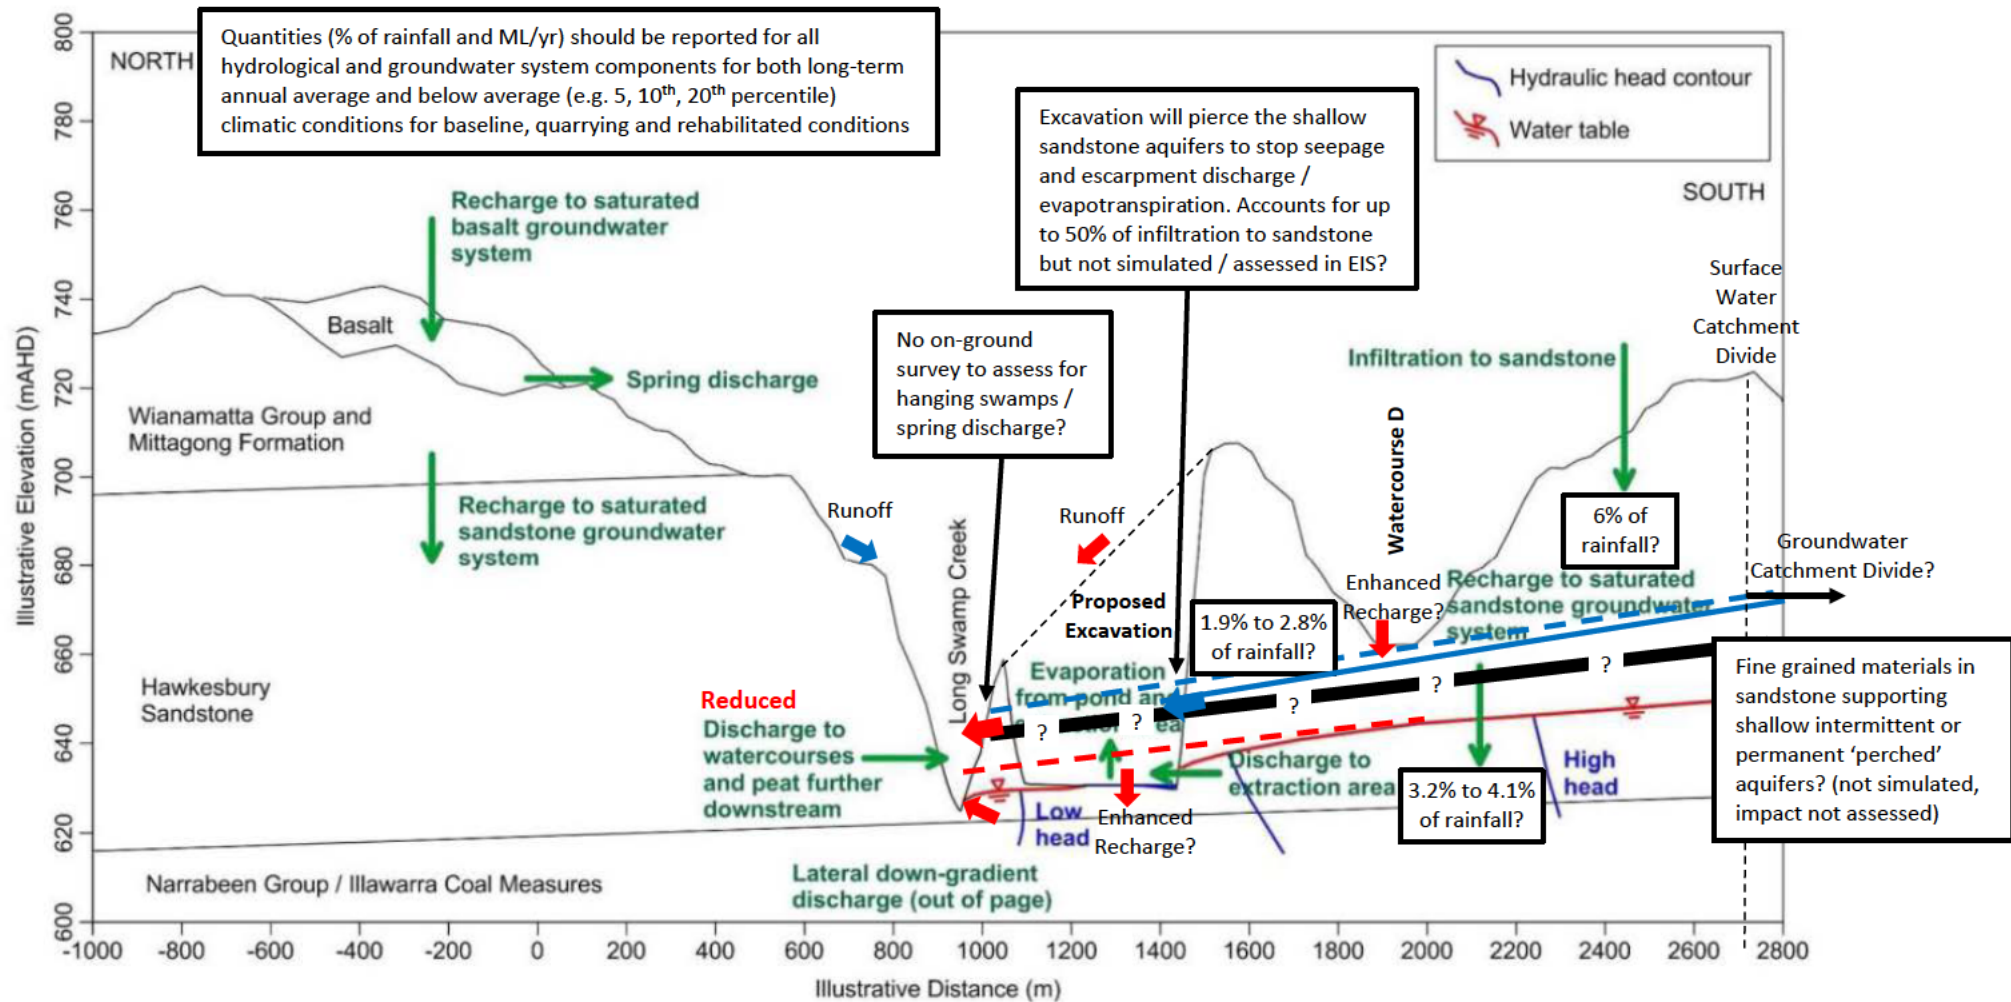 Quantities (% of rainfall and ML/yr) should be reported for all
hydrological and groundwater system components for both long-term
annual average and below average (e.g. 5, 10th, 20th percentile)
climatic conditions for baseline, quarrying and rehabilitated conditions
NORTH
Hydraulic head contour
Water table
SOUTH
Excavation will pierce the shallow
sandstone aquifers to stop seepage
and escarpment discharge /
evapotranspiration. Accounts for up
to 50% of infiltration to sandstone
but not simulated / assessed in EIS?
Recharge to saturated
basalt groundwater
system
Surface
Water
Catchment
Divide
No on-ground
survey to assess for
hanging swamps /
spring discharge?
Basalt
Spring discharge
Infiltration to sandstone
Wianamatta Group and
Mittagong Formation
Watercourse D
Recharge to saturated
sandstone groundwater
system
Runoff
Long Swamp Creek
Runoff
6% of
rainfall?
Groundwater
Catchment Divide?
Enhanced
Recharge?
Recharge to saturated
sandstone groundwater
system
Proposed
Excavation
1.9% to 2.8%
of rainfall?
Evaporation
from pond and
ea
Hawkesbury
Sandstone
Reduced
Discharge to
watercourses
and peat further
downstream
?
?
?
?
?
Fine grained materials in
sandstone supporting
shallow intermittent or
permanent ‘perched’
aquifers? (not simulated,
impact not assessed)
Discharge to
extraction area
High
head
3.2% to 4.1%
of rainfall?
Low
head
Enhanced
Recharge?
Lateral down-gradient
discharge (out of page)
Narrabeen Group / Illawarra Coal Measures
Illustrative Elevation (mAHD)
800
780
760
740
720
700
680
660
640
620
600
-1000 -800 -600 -400 -200 0 200 400 600 800 1000 1200 1400 1600 1800 2000 2200 2400 2600 2800
Illustrative Distance (m)